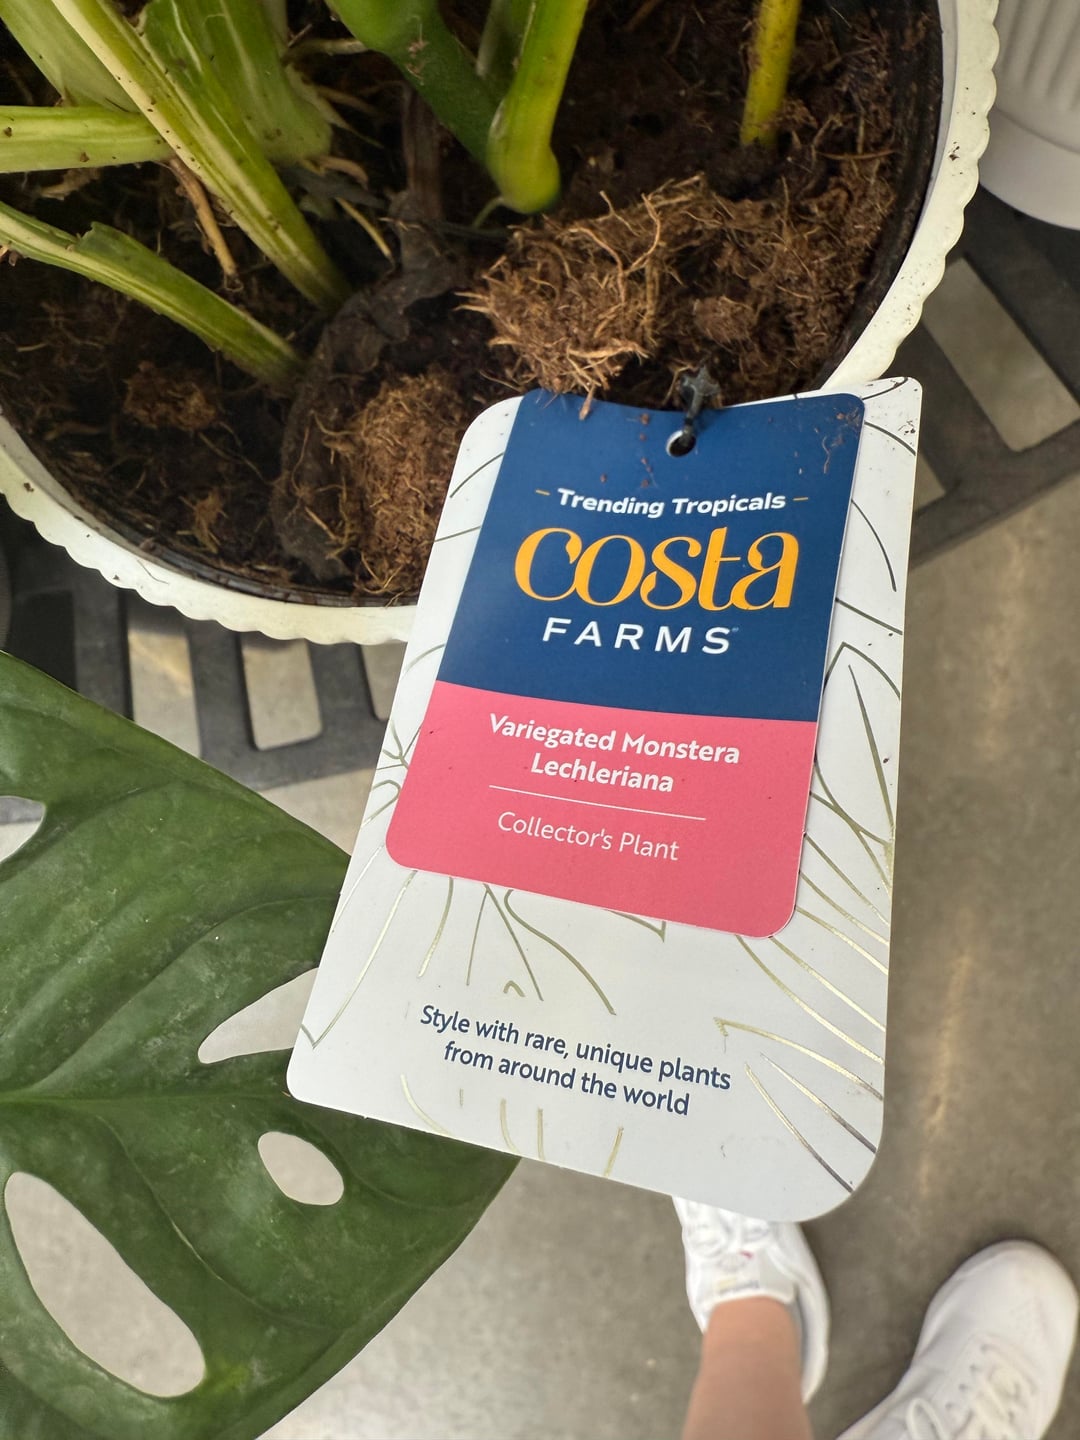 Trending Tropicals
costa
FARMS
Variegated Monstera
Lechleriana
Collector's Plant
Style with rare, unique plants
from around the world